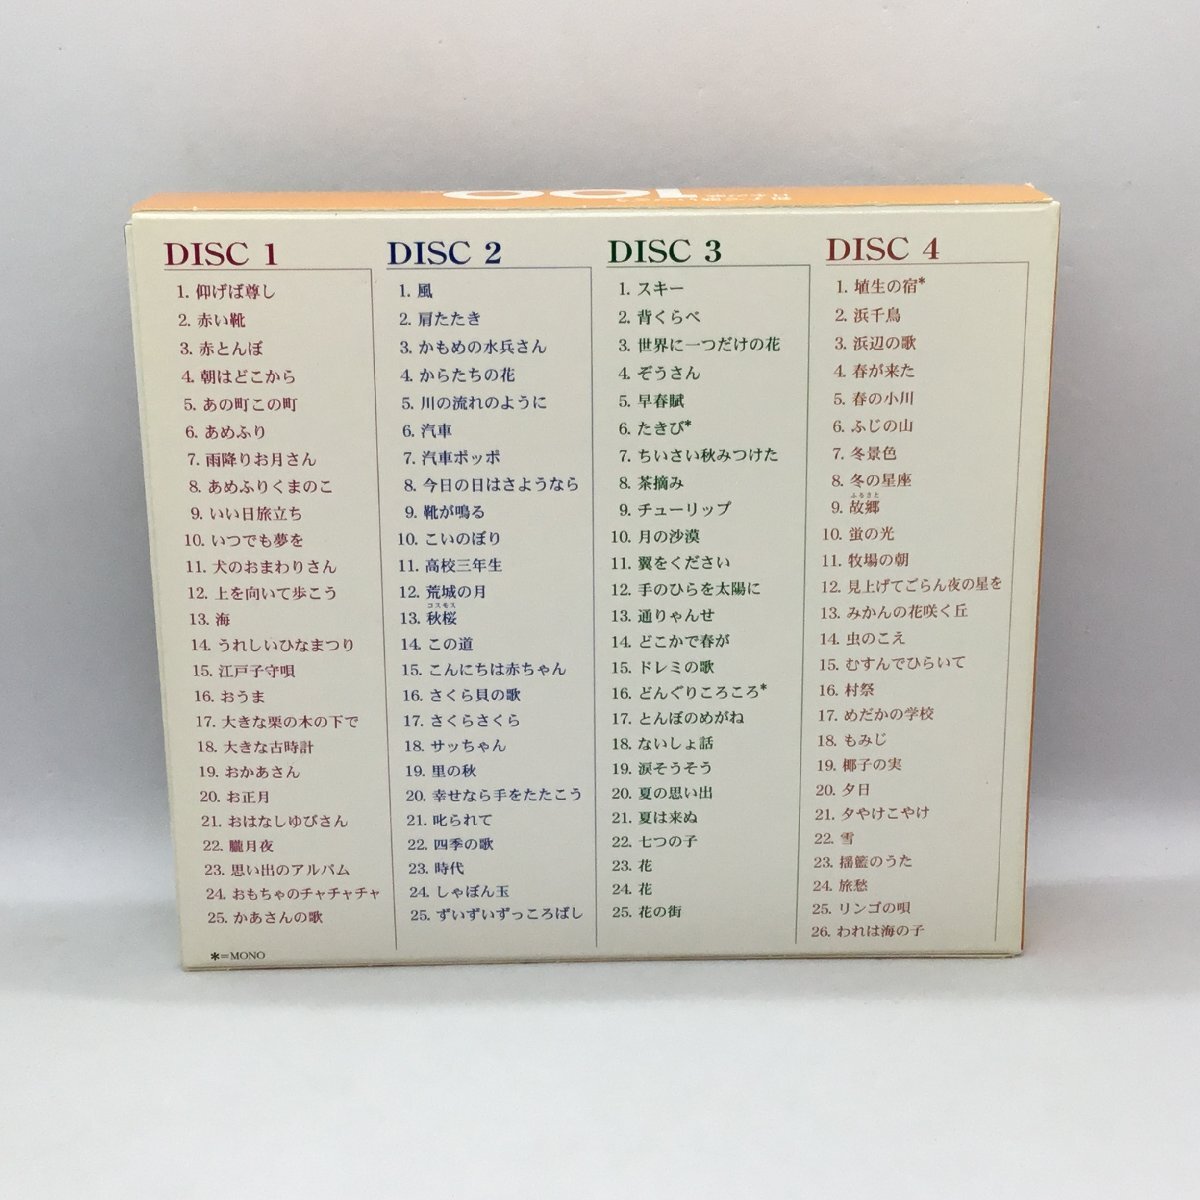 100
DISC 1
1. 仰げば尊し
2. 赤い靴
3. 赤とんぼ
4. 朝はどこから
5. あの町この町
6. あめふり
7. 雨降りお月さん
8. あめふりくまのこ
9. いい日旅立ち
10. いつでも夢を
11. 犬のおまわりさん
12. 上を向いて歩こう
13. 海
14. うれしいひなまつり
15. 江戸子守唄
16. おうま
17. 大きな栗の木の下で
18. 大きな古時計
19. おかあさん
20. お正月
21. おはなしゆびさん
22. 朧月夜
23. 思い出のアルバム
24. おもちゃのチャチャチャ
25. かあさんの歌
DISC 2
1. 風
2. 肩たたき
3. かもめの水兵さん
4. からたちの花
5. 川の流れのように
6. 汽車
7. 汽車ポッポ
8. 今日の日はさようなら
9. 靴が鳴る
10. こいのぼり
11. 高校三年生
12. 荒城の月
コスモス
13. 秋桜
14. この道
15. こんにちは赤ちゃん
16. さくら貝の歌
17. さくらさくら
18. サッちゃん
19. 里の秋
20. 幸せなら手をたたこう
21. 叱られて
22. 四季の歌
23. 時代
24. しゃぼん玉
25. ずいずいずっころばし
DISC 3
1. スキー
2. 背くらべ
3. 世界に一つだけの花
4. ぞうさん
5. 早春賦
6. たきび*
7. ちいさい秋みつけた
8. 茶摘み
9. チューリップ
10. 月の沙漠
11. 翼をください
12. 手のひらを太陽に
13. 通りゃんせ
14. どこかで春が
15. ドレミの歌
16. どんぐりころころ*
17. とんぼのめがね
18. ないしょ話
19. 涙そうそう
20. 夏の思い出
21. 夏は来ぬ
22. 七つの子
23. 花
24. 花
25. 花の街
DISC 4
1. 埴生の宿*
2. 浜千鳥
3. 浜辺の歌
4. 春が来た
5. 春の小川
6. ふじの山
7. 冬景色
8. 冬の星座
ふるさと
9. 故郷
10. 蛍の光
11. 牧場の朝
12. 見上げてごらん夜の星を
13. みかんの花咲く丘
14. 虫のこえ
15. むすんでひらいて
16. 村祭
17. めだかの学校
18. もみじ
19. 椰子の実
20. 夕日
21. 夕やけこやけ
22. 雪
23. 揺籃のうた
24. 旅愁
25. リンゴの唄
26. われは海の子
*=MONO